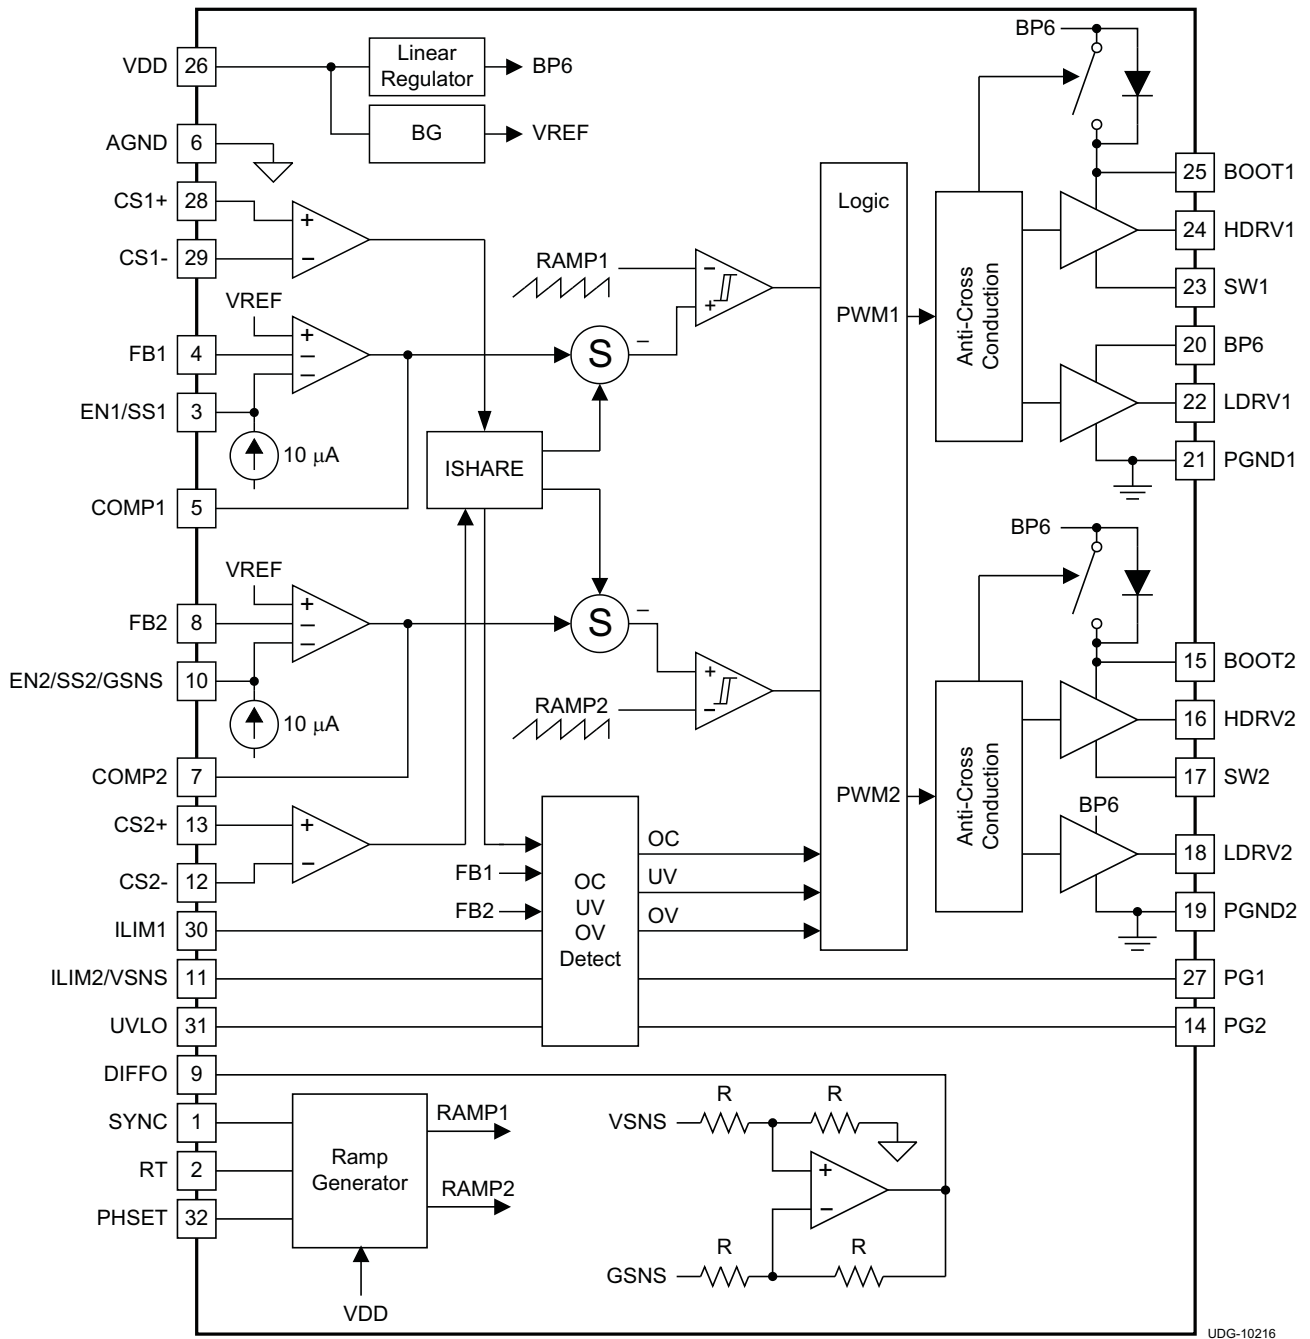 BP6
VDD 26
Linear
Regulator
BP6
BG
VREF
AGND 6
CS1+ 28
+
CS1- 29
−
Logic
25 BOOT1
24 HDRV1
23 SW1
RAMP1
−
+
VREF
FB1 4
+
−
−
S
−
PWM1
Anti-Cross
Conduction
20 BP6
22 LDRV1
21 PGND1
EN1/SS1 3
10 μA
ISHARE
COMP1 5
BP6
VREF
FB2 8
+
−
−
S
−
15 BOOT2
EN2/SS2/GSNS 10
10 μA
+
−
RAMP2
16 HDRV2
17 SW2
COMP2 7
PWM2
Anti-Cross
Conduction
BP6
CS2+ 13
+
CS2- 12
−
18 LDRV2
19 PGND2
FB1
FB2
OC
UV
OV
Detect
OC
UV
OV
ILIM1 30
ILIM2/VSNS 11
27 PG1
UVLO 31
14 PG2
DIFFO 9
SYNC 1
RT 2
PHSET 32
Ramp
Generator
RAMP1
RAMP2
VDD
R
R
VSNS
+
−
R
R
GSNS
UDG-10216